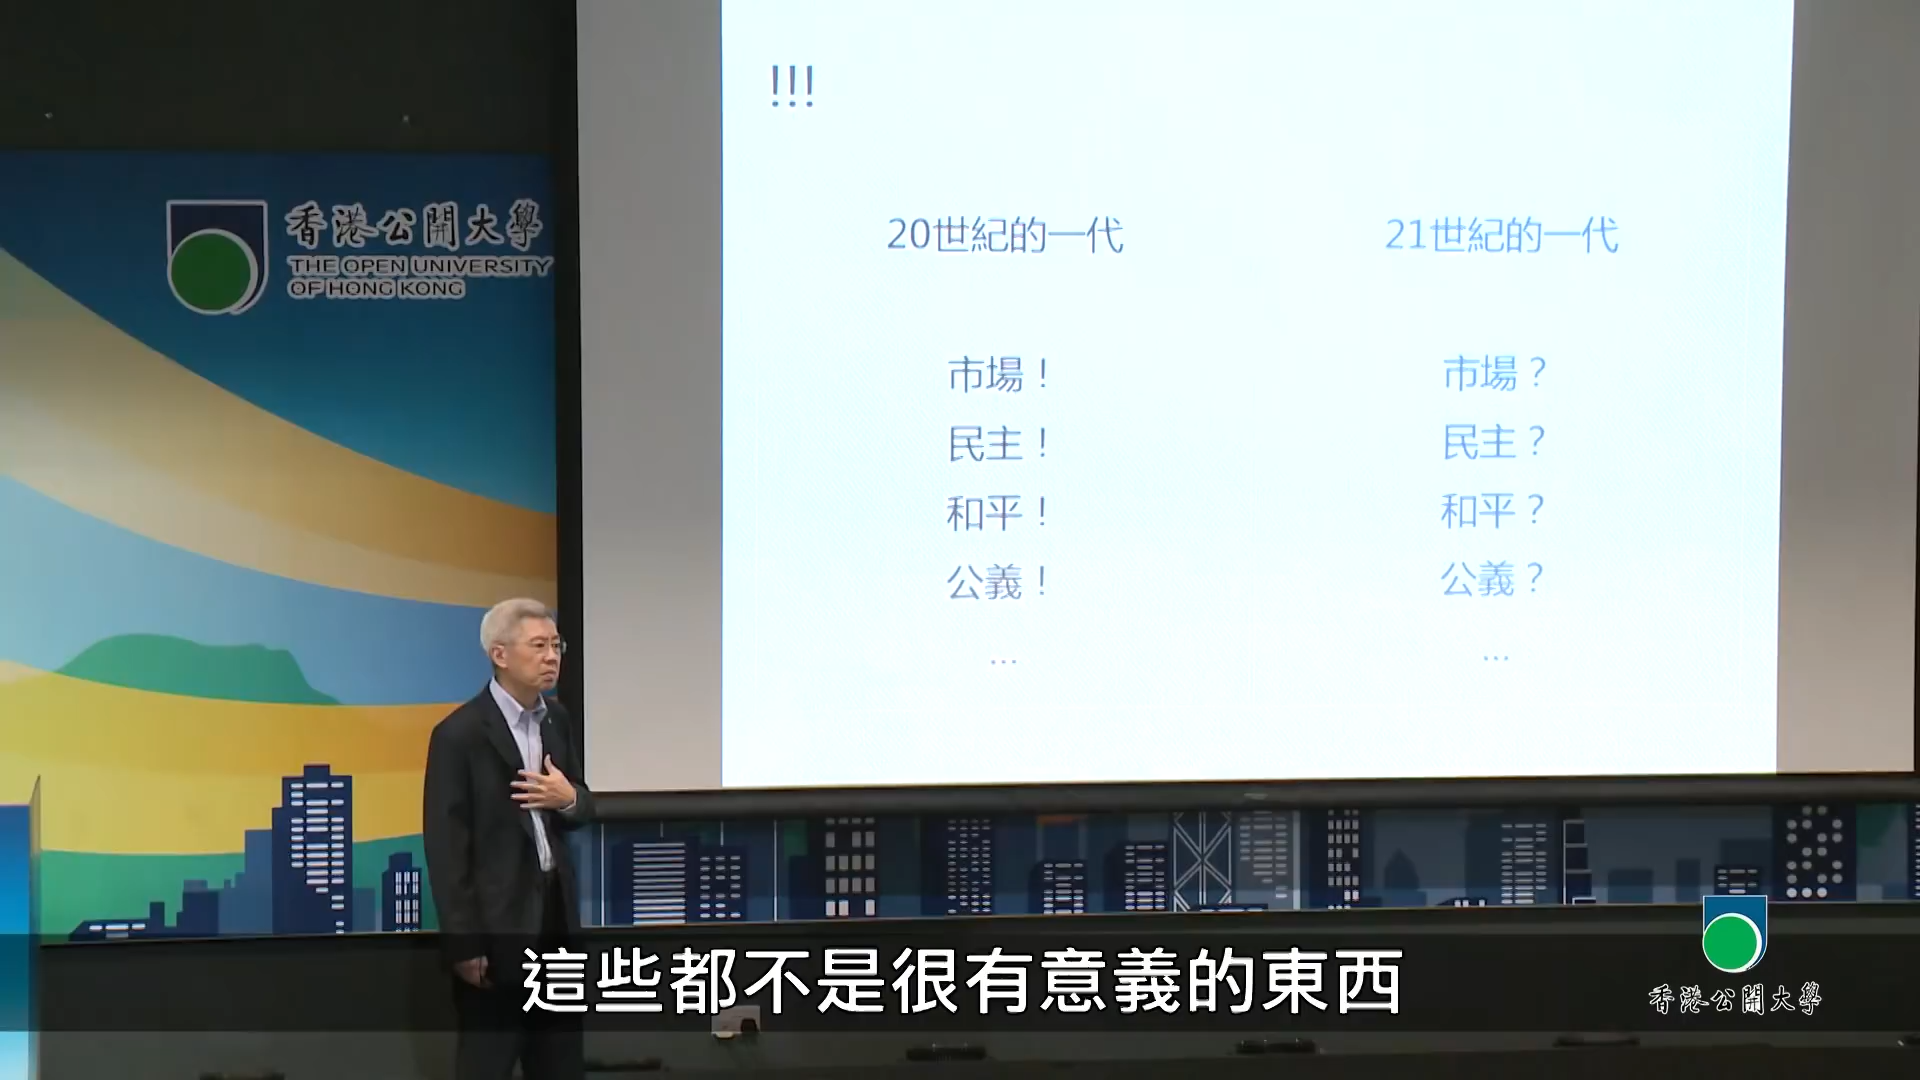 !!!
20世紀的一代
21世紀的一代
市場！
市場？
民主！
民主？
和平！
和平？
公義！
公義？
...
...
香港公開大學
THE OPEN UNIVERSITY
OF HONG KONG
這些都不是很有意義的東西
香港公開大學